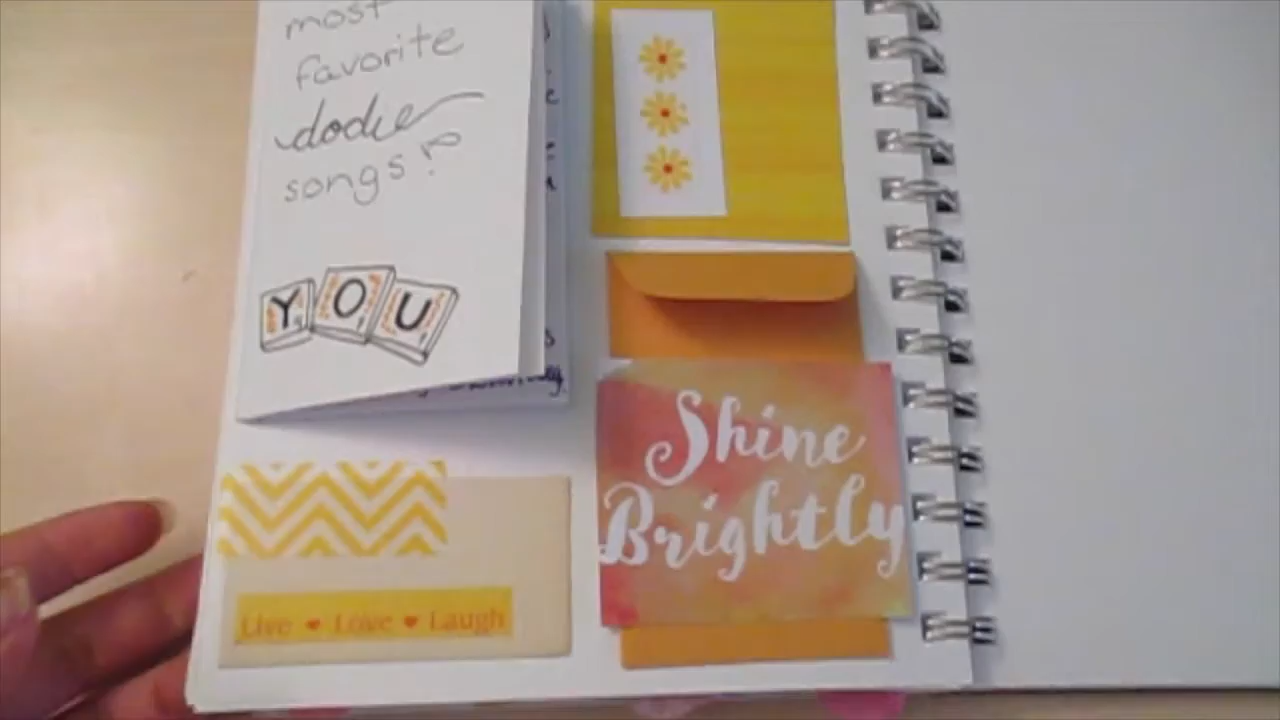 most
favorite
dodie
songs!
YOU
Shine
Brightly
Live ♥ Love ♥ Laugh